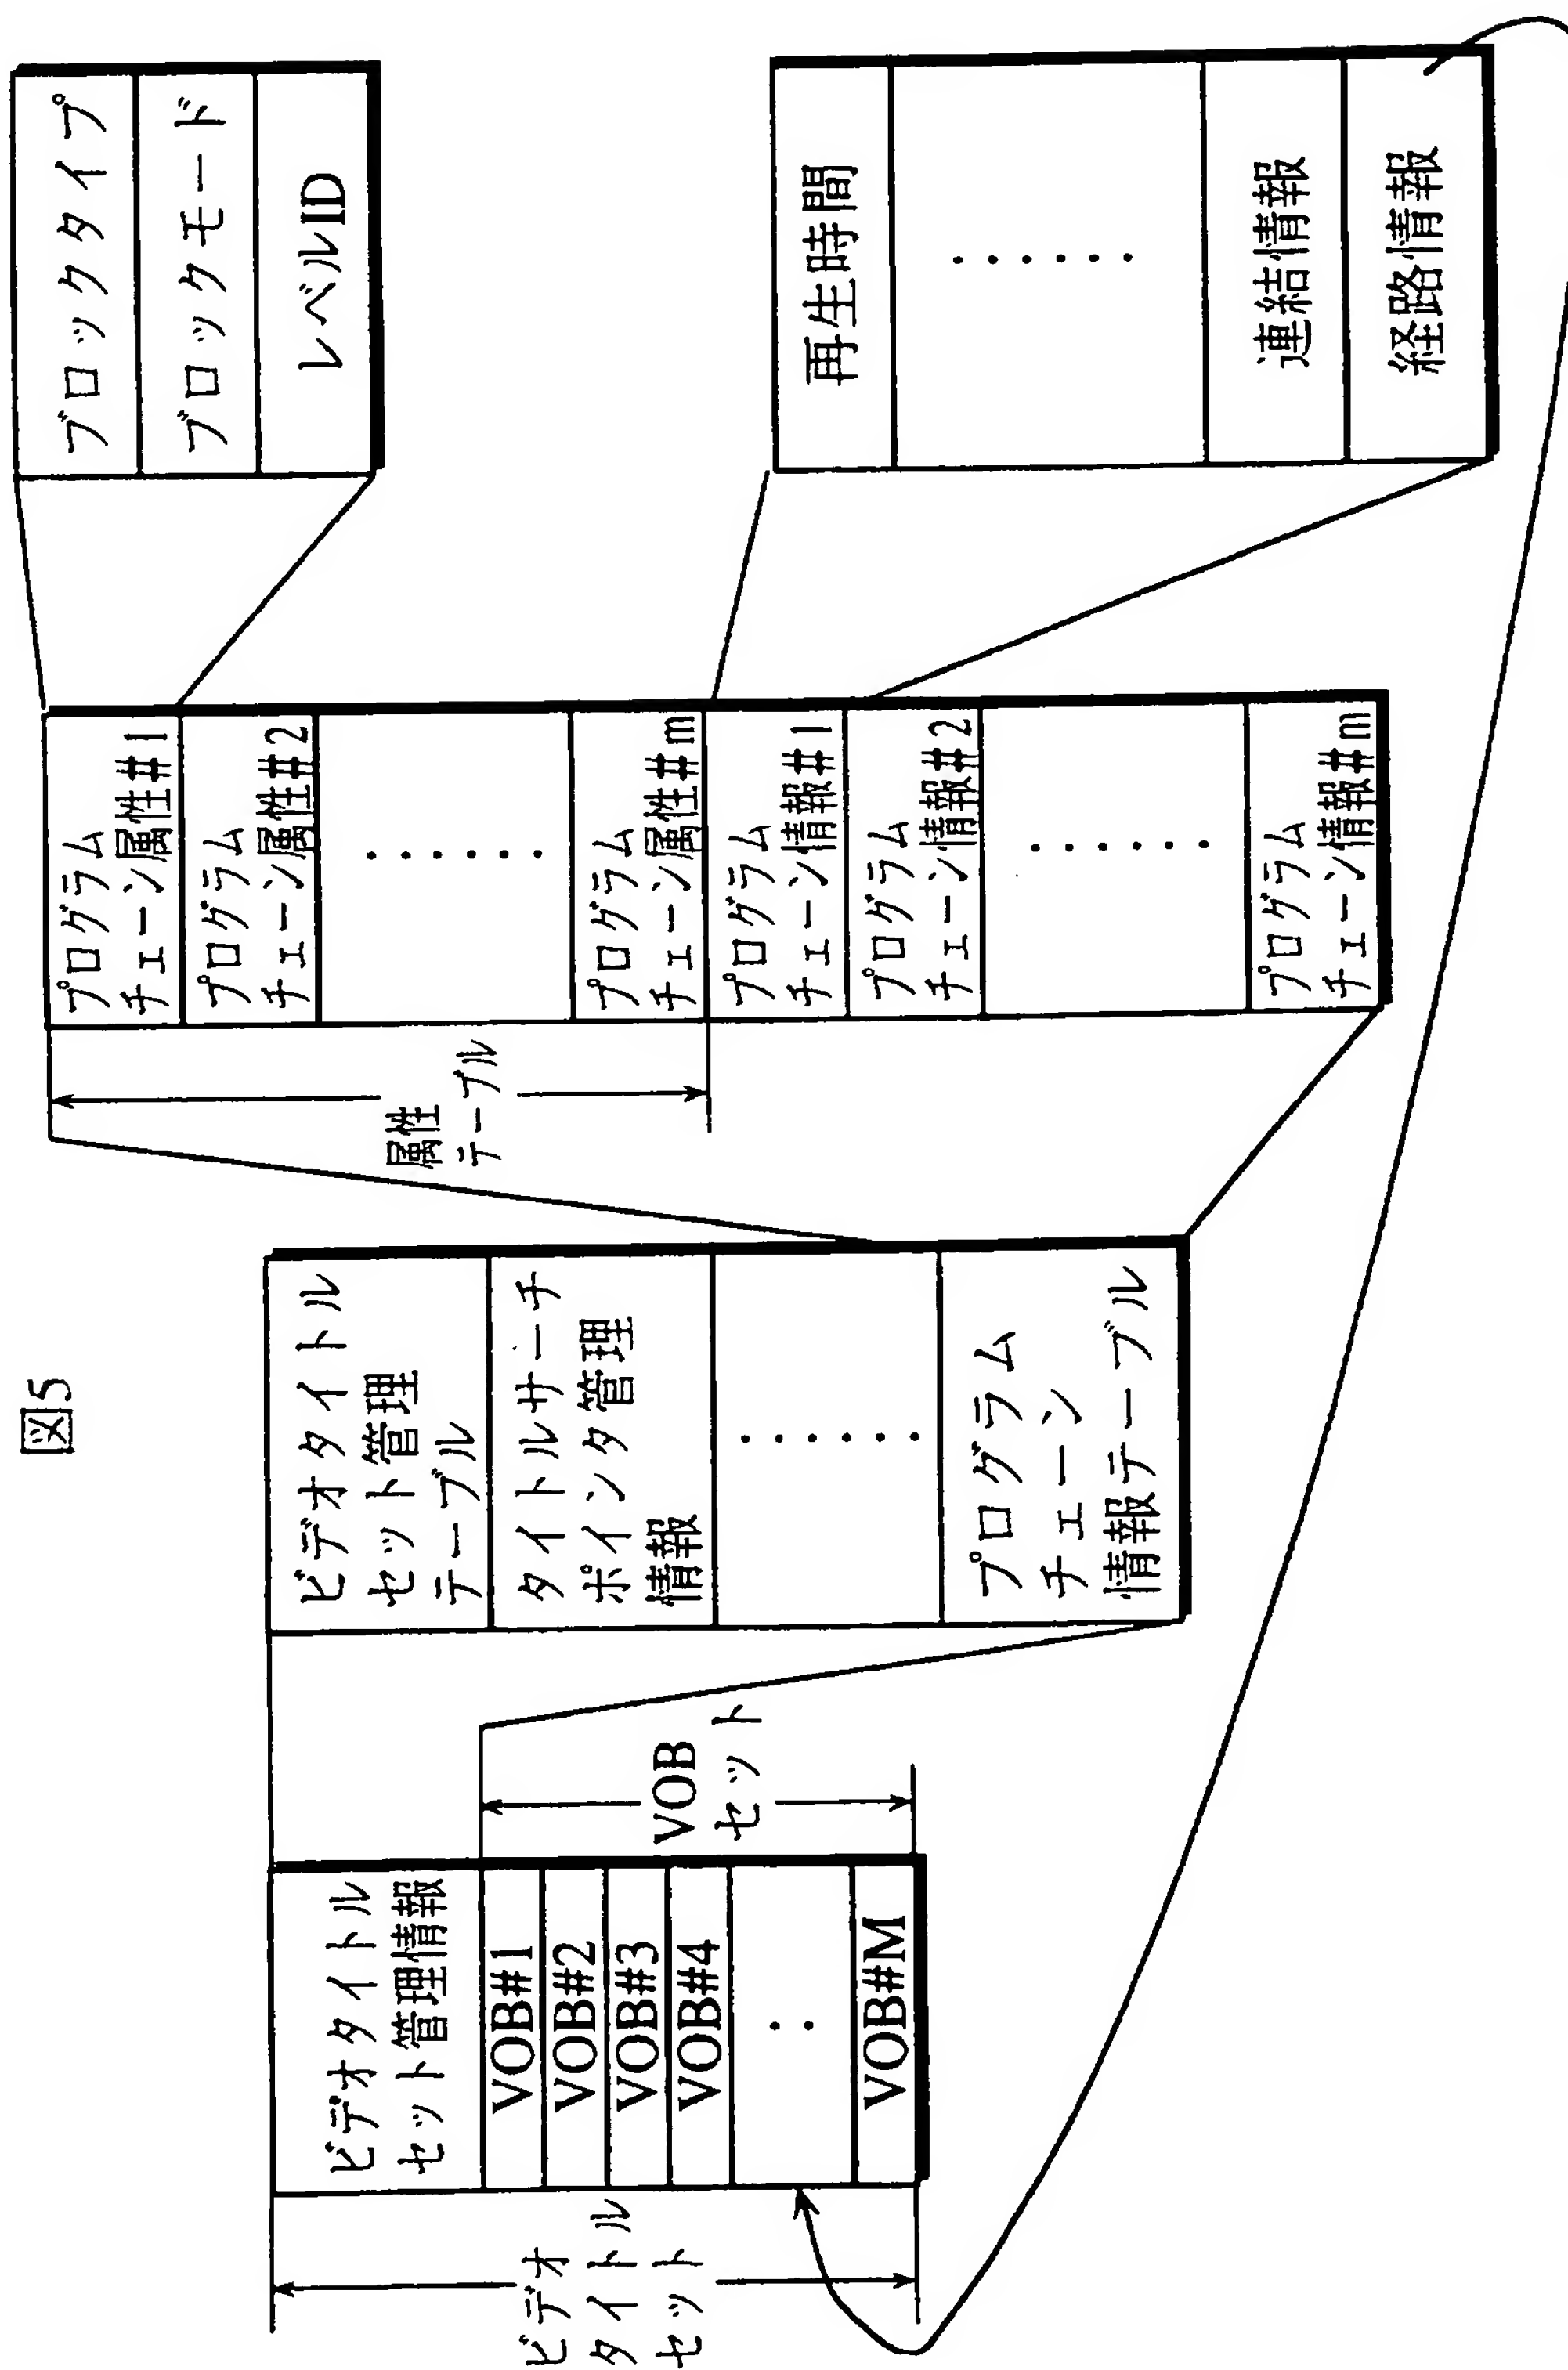 図5
ビデオ
タイトル
セット
ビデオタイトル
セット管理情報
VOB#1
VOB#2
VOB#3
VOB#4
VOB#M
VOB
セット
ビデオタイトル
セット管理
テーブル
タイトルサーチ
ポインタ管理
情報
プログラム
チェーン
情報テーブル
属性
テーブル
プログラム
チェーン属性#1
プログラム
チェーン属性#2
プログラム
チェーン属性#m
プログラム
チェーン情報#1
プログラム
チェーン情報#2
プログラム
チェーン情報#m
ブロックタイプ
ブロックモード
レベルID
再生時間
連結情報
経路情報